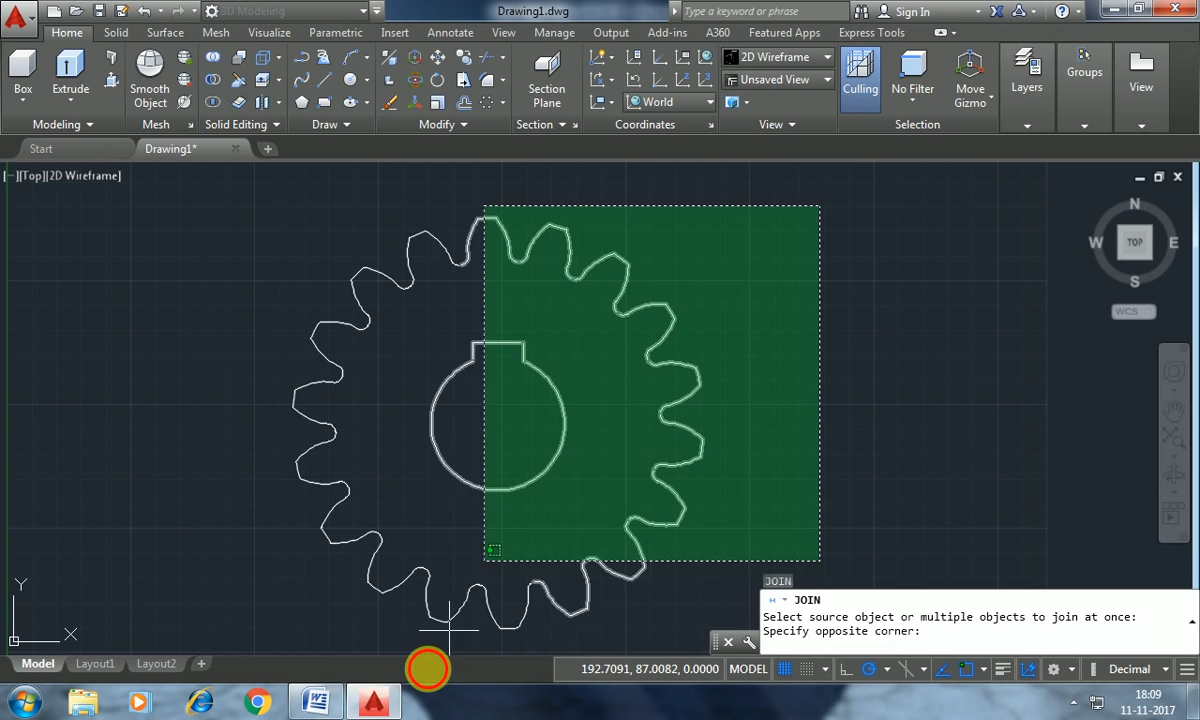 3D Modeling
Drawing1.dwg
Type a keyword or phrase
Sign In
Home
Solid
Surface
Mesh
Visualize
Parametric
Insert
Annotate
View
Manage
Output
Add-ins
A360
Featured Apps
Express Tools
Box
Extrude
Smooth
Object
Section
Plane
2D Wireframe
Unsaved View
World
Culling
No Filter
Move
Gizmo
Layers
Groups
View
Modeling
Mesh
Solid Editing
Draw
Modify
Section
Coordinates
View
Selection
Start
Drawing1*
[−][Top][2D Wireframe]
N
W
TOP
E
S
WCS
Y
X
JOIN
JOIN
Select source object or multiple objects to join at once:
Specify opposite corner:
Model
Layout1
Layout2
192.7091, 87.0082, 0.0000
MODEL
Decimal
18:09
11-11-2017